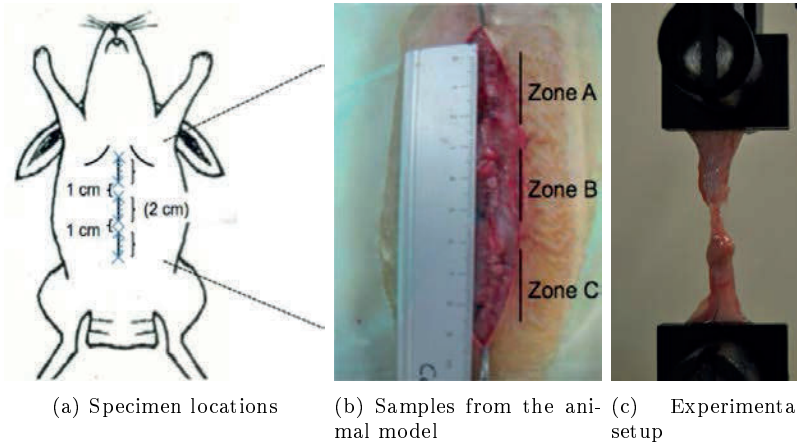 1 cm
(2 cm)
1 cm
Zone A
Zone B
Zone C
(a) Specimen locations
(b) Samples from the ani-
mal model
(c) Experimenta
setup